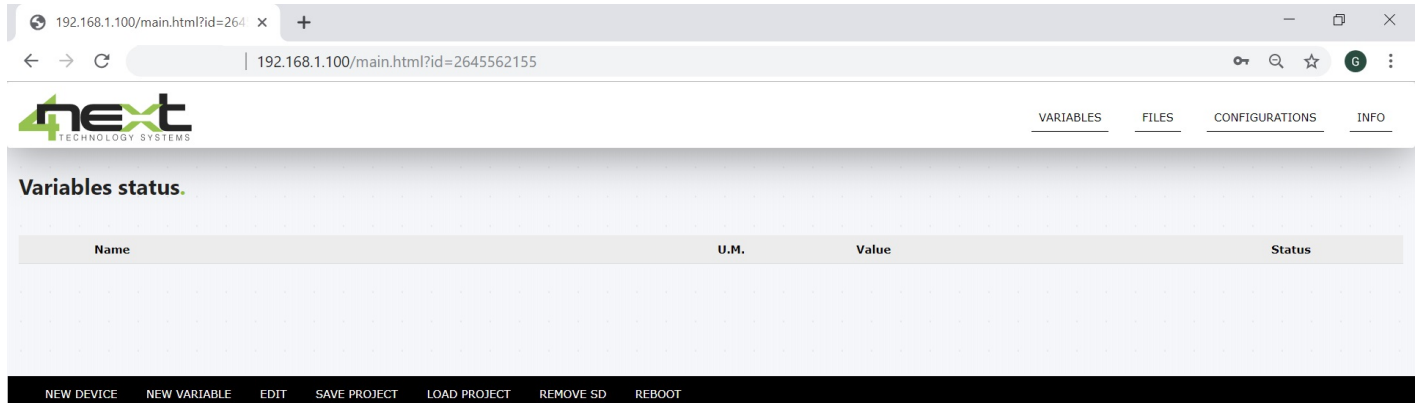 192.168.1.100/main.html?id=264
192.168.1.100/main.html?id=2645562155
G
4next
TECHNOLOGY SYSTEMS
VARIABLES FILES CONFIGURATIONS INFO
Variables status.
Name U.M. Value Status
NEW DEVICE NEW VARIABLE EDIT SAVE PROJECT LOAD PROJECT REMOVE SD REBOOT